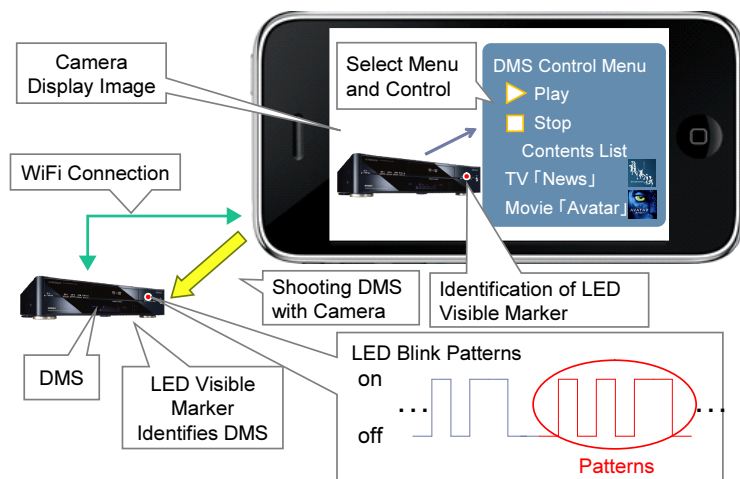 Camera
Display Image
Select Menu
and Control
DMS Control Menu
Play
Stop
Contents List
TV「News」
Movie「Avatar」
AVATAR
WiFi Connection
Shooting DMS
with Camera
Identification of LED
Visible Marker
DMS
LED Visible
Marker
Identifies DMS
LED Blink Patterns
on
...
...
off
Patterns